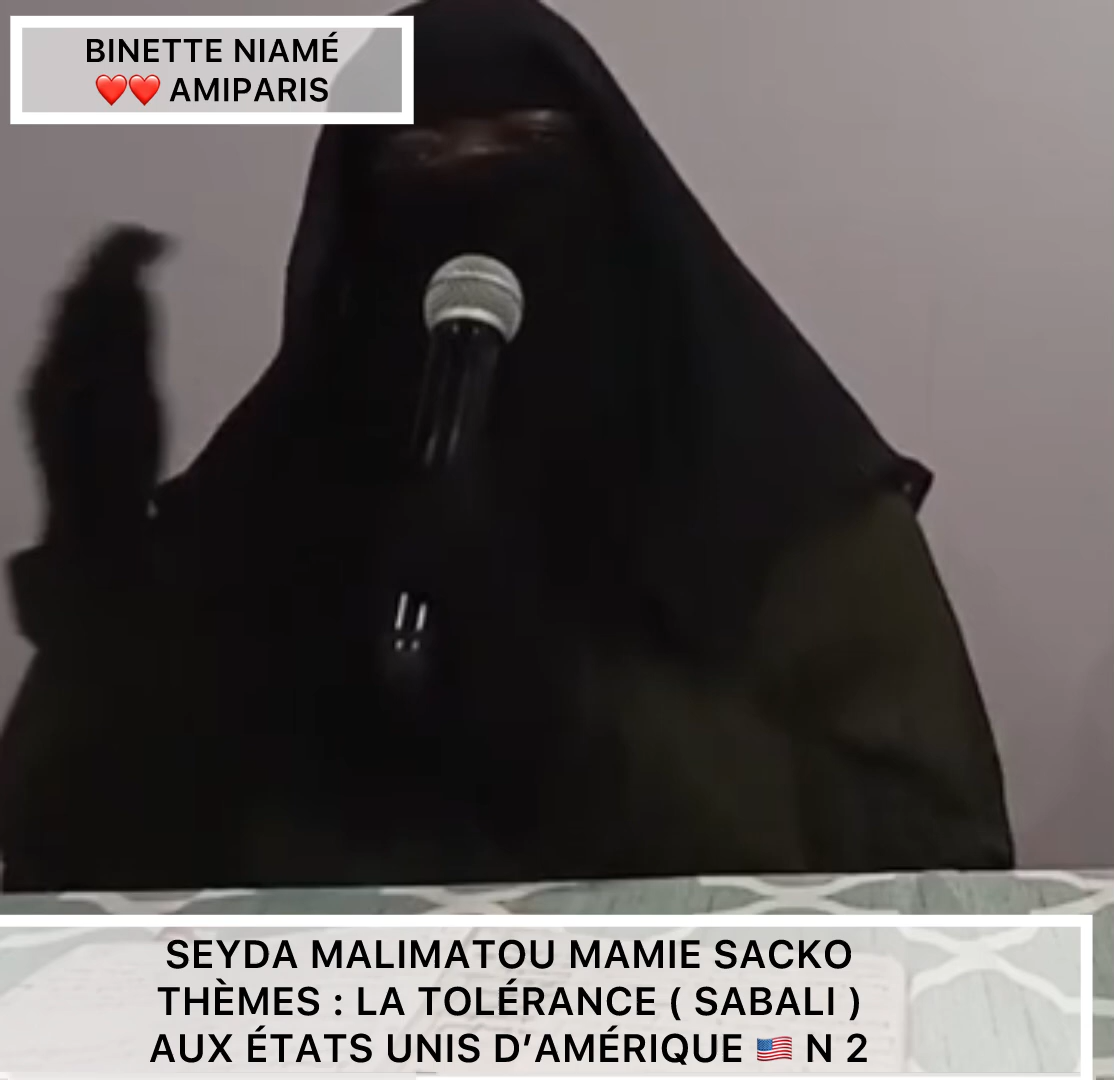 BINETTE NIAMÉ
❤️❤️ AMIPARIS
SEYDA MALIMATOU MAMIE SACKO
THÈMES : LA TOLÉRANCE ( SABALI )
AUX ÉTATS UNIS D’AMÉRIQUE 🇺🇸 N 2